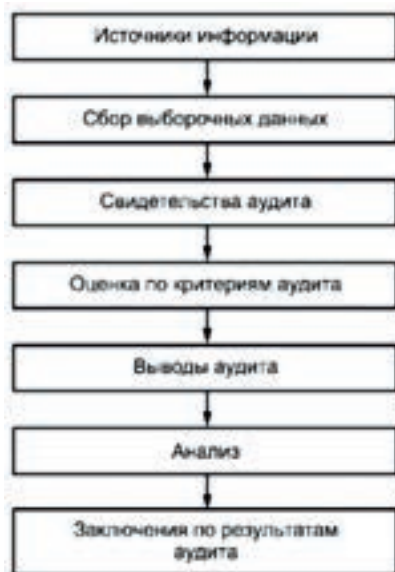 Источники информации
Сбор выборочных данных
Свидетельства аудита
Оценка по критериям аудита
Выводы аудита
Анализ
Заключения по результатам
аудита